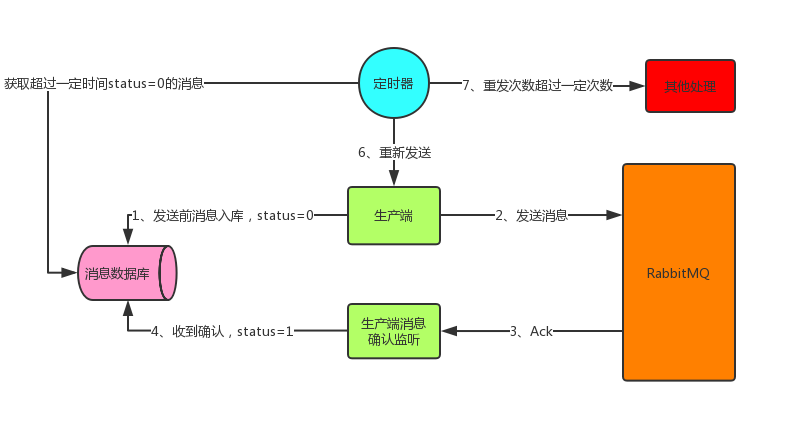 获取超过一定时间status=0的消息
定时器
7、重发次数超过一定次数
其他处理
6、重新发送
1、发送前消息入库，status=0
生产端
2、发送消息
消息数据库
RabbitMQ
生产端消息
确认监听
4、收到确认，status=1
3、Ack